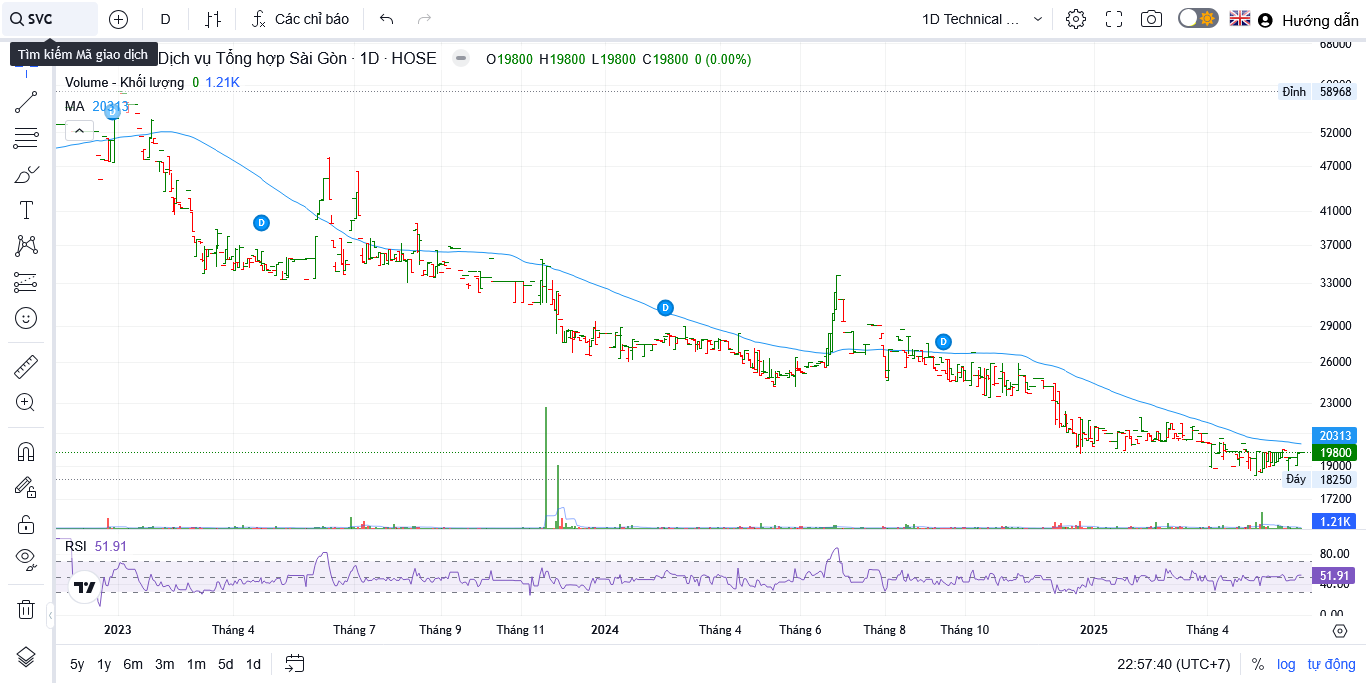 SVC
D
Các chỉ báo
1D Technical ...
Hướng dẫn
Tìm kiếm Mã giao dịch
Dịch vụ Tổng hợp Sài Gòn · 1D · HOSE
O19800 H19800 L19800 C19800 0 (0.00%)
Volume - Khối lượng 0 1.21K
MA 20313
D
D
D
D
68000
Đỉnh 58968
52000
47000
41000
37000
33000
29000
26000
23000
20313
19800
19000
Đáy 18250
17200
1.21K
RSI 51.91
80.00
51.91
40.00
0.00
2023 Tháng 4 Tháng 7 Tháng 9 Tháng 11 2024 Tháng 4 Tháng 6 Tháng 8 Tháng 10 2025 Tháng 4
5y 1y 6m 3m 1m 5d 1d
22:57:40 (UTC+7) % log tự động